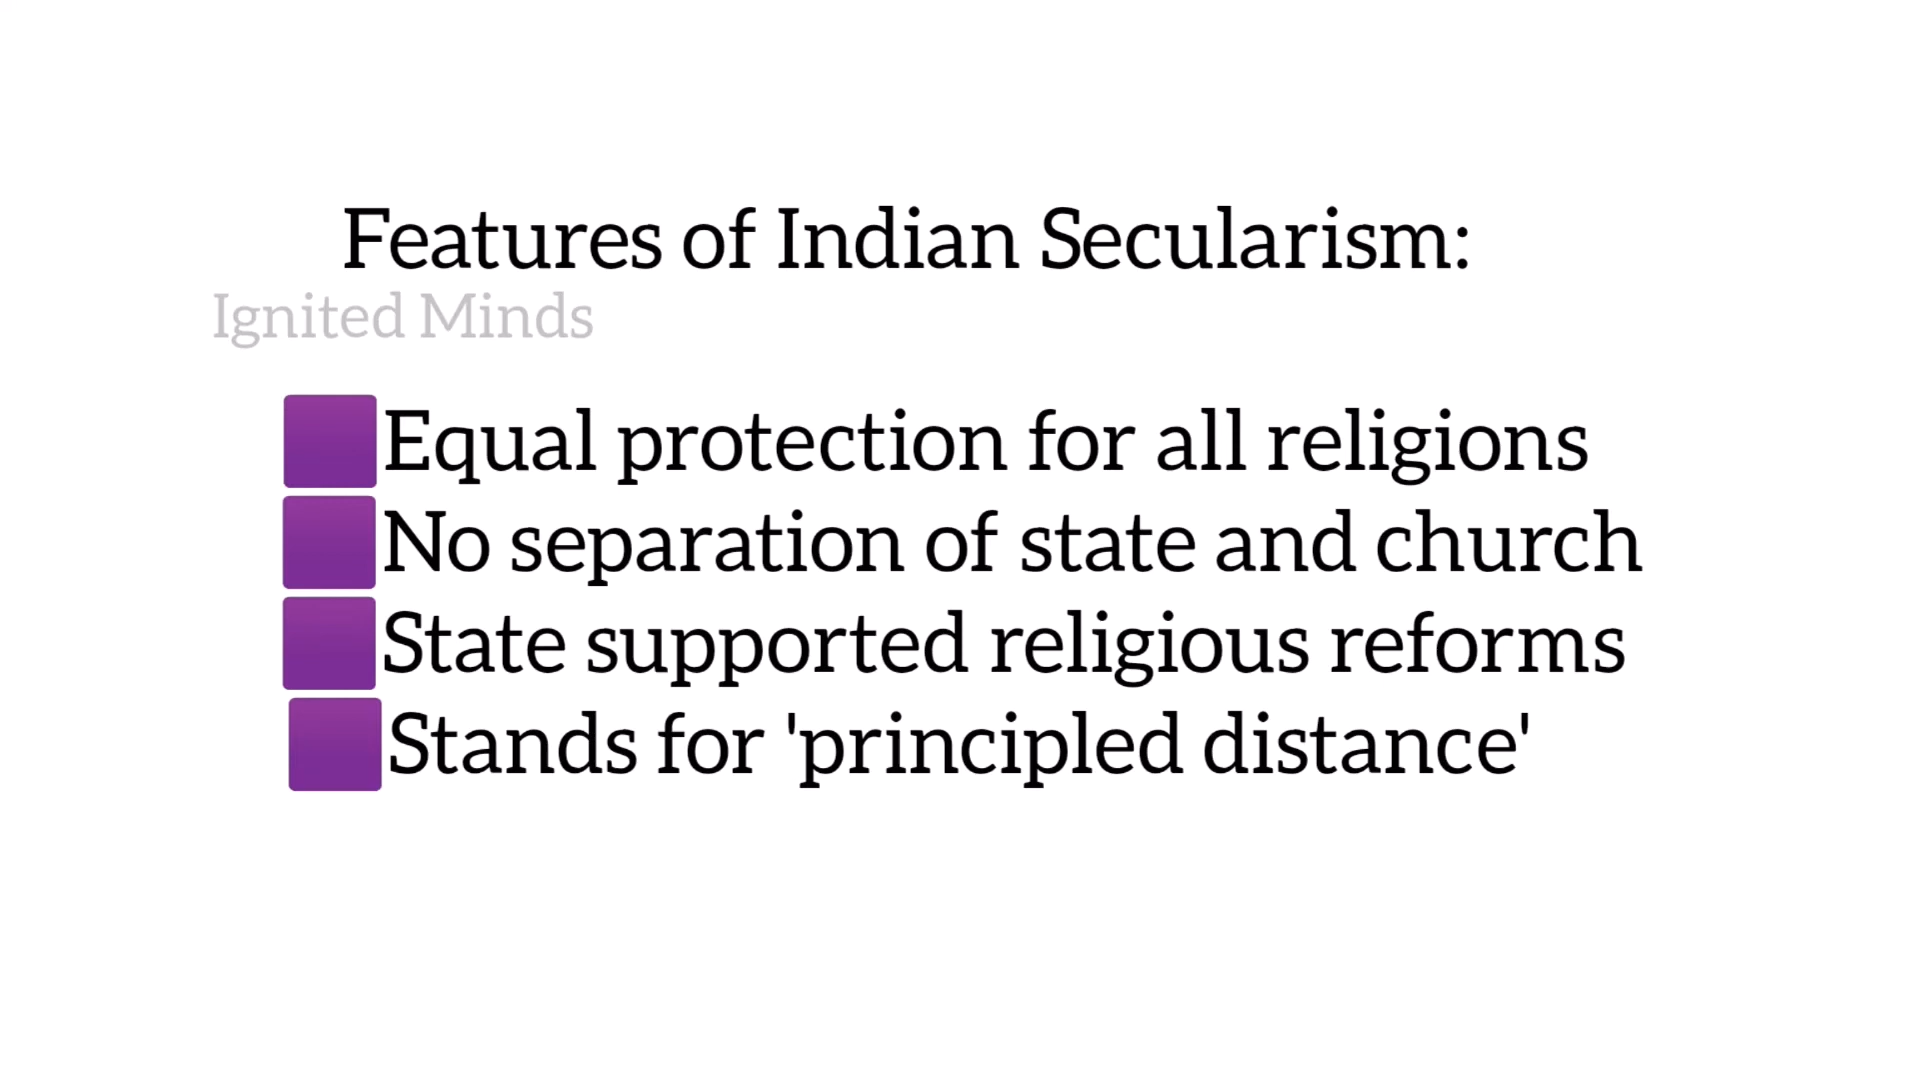 Features of Indian Secularism:
Ignited Minds
Equal protection for all religions
No separation of state and church
State supported religious reforms
Stands for 'principled distance'